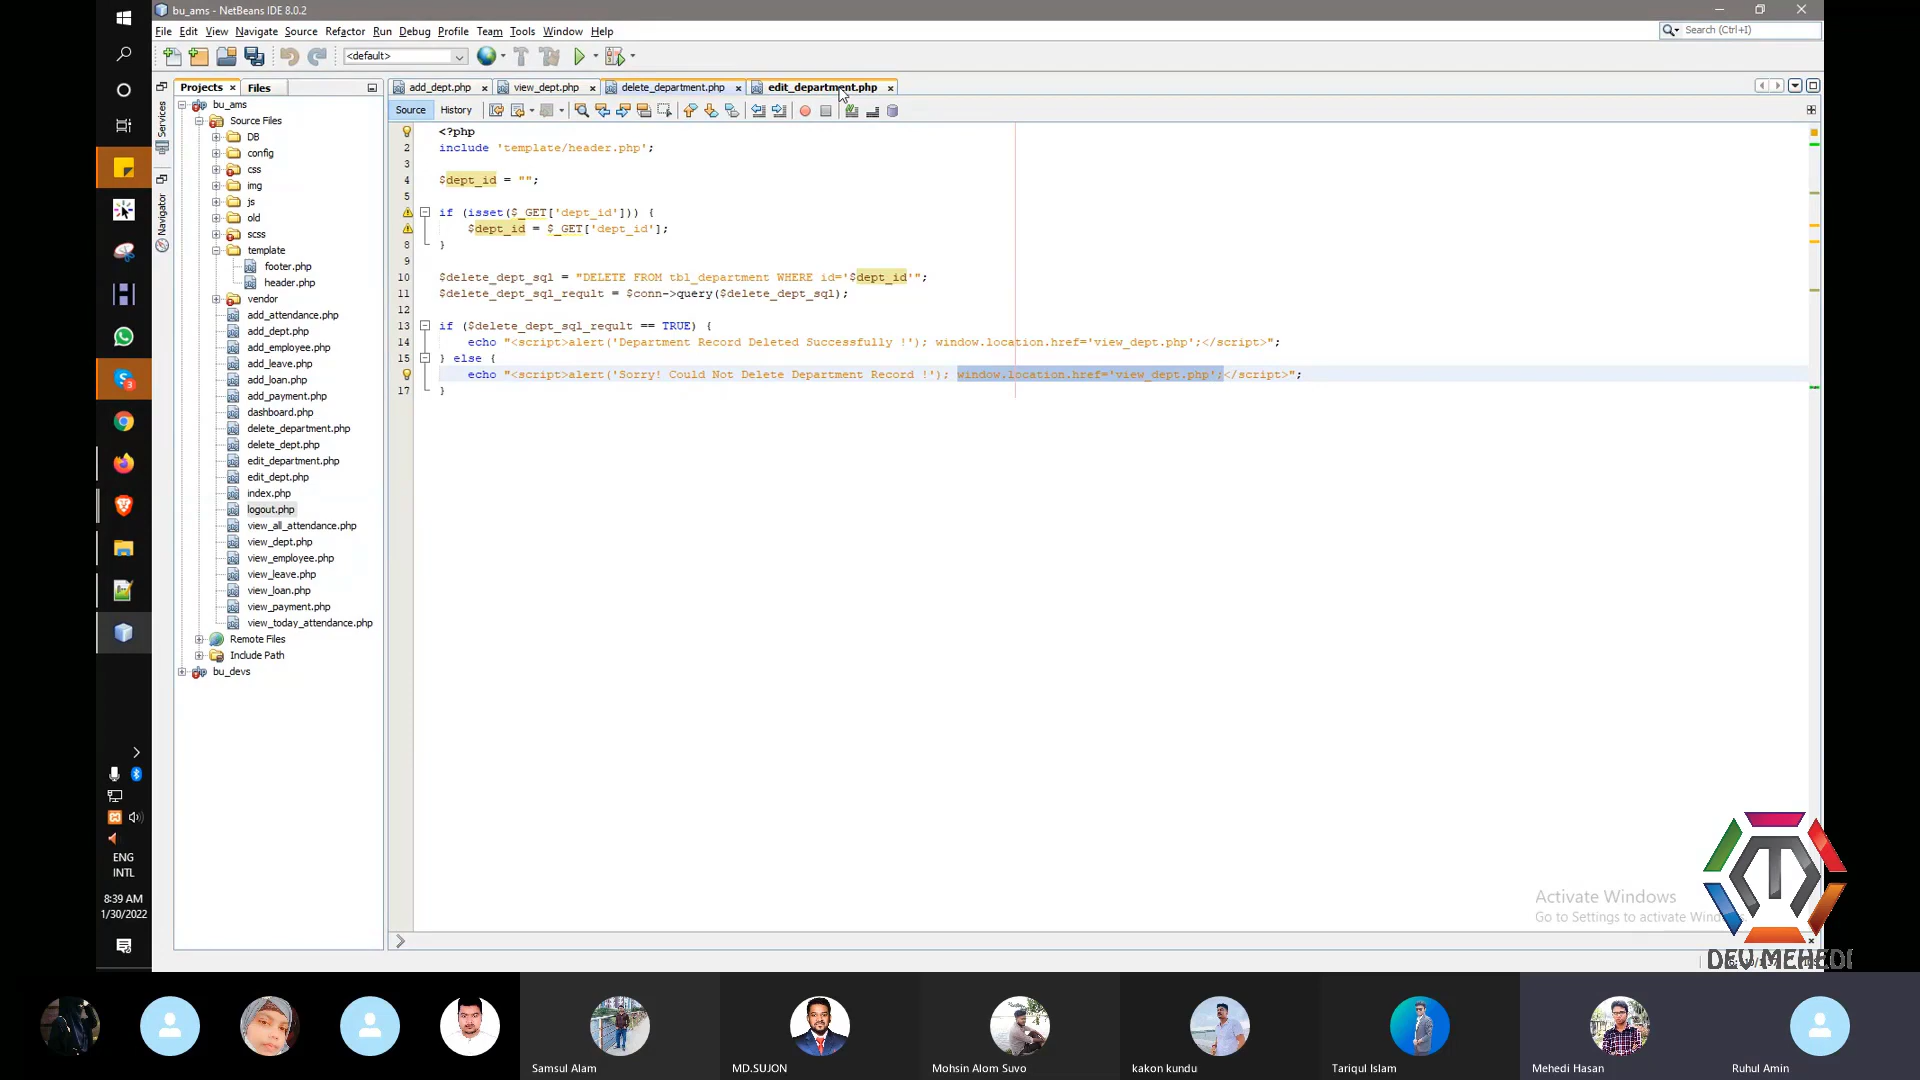 bu_ams - NetBeans IDE 8.0.2
File Edit View Navigate Source Refactor Run Debug Profile Team Tools Window Help
Search (Ctrl+I)
<default>
Projects Files
add_dept.php view_dept.php delete_department.php edit_department.php
Source History
Services
Navigator
bu_ams
Source Files
DB
config
css
img
js
old
scss
template
footer.php
header.php
vendor
add_attendance.php
add_dept.php
add_employee.php
add_leave.php
add_loan.php
add_payment.php
dashboard.php
delete_department.php
delete_dept.php
edit_department.php
edit_dept.php
index.php
logout.php
view_all_attendance.php
view_dept.php
view_employee.php
view_leave.php
view_loan.php
view_payment.php
view_today_attendance.php
Remote Files
Include Path
bu_devs
<?php
2 include 'template/header.php';
3
4 $dept_id = "";
5
if (isset($_GET['dept_id'])) {
$dept_id = $_GET['dept_id'];
8 }
9
10 $delete_dept_sql = "DELETE FROM tbl_department WHERE id='$dept_id'";
11 $delete_dept_sql_reqult = $conn->query($delete_dept_sql);
12
13 if ($delete_dept_sql_reqult == TRUE) {
14 echo "<script>alert('Department Record Deleted Successfully !'); window.location.href='view_dept.php';</script>";
15 } else {
echo "<script>alert('Sorry! Could Not Delete Department Record !'); window.location.href='view_dept.php';</script>";
17 }
3
ENG
INTL
8:39 AM
1/30/2022
Activate Windows
Go to Settings to activate Windows.
DEV MEHEDI
Samsul Alam
MD.SUJON
Mohsin Alom Suvo
kakon kundu
Tariqul Islam
Mehedi Hasan
Ruhul Amin